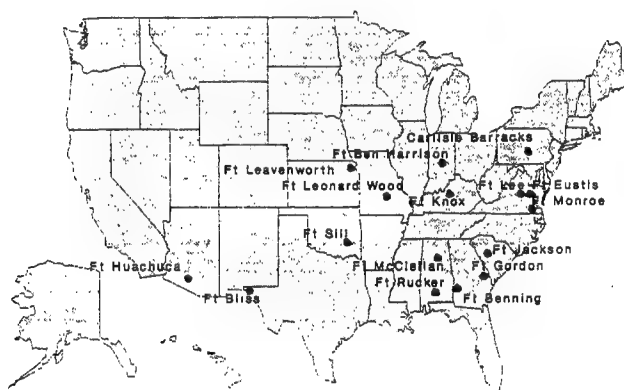 Carlisle Barracks
Ft Ben Harrison
Ft Leavenworth
Ft Leonard Wood
Ft Knox
Ft Lee
Ft Eustis
Ft Monroe
Ft Sill
Ft Jackson
Ft McClellan
Ft Gordon
Ft Huachuca
Ft Rucker
Ft Bliss
Ft Benning